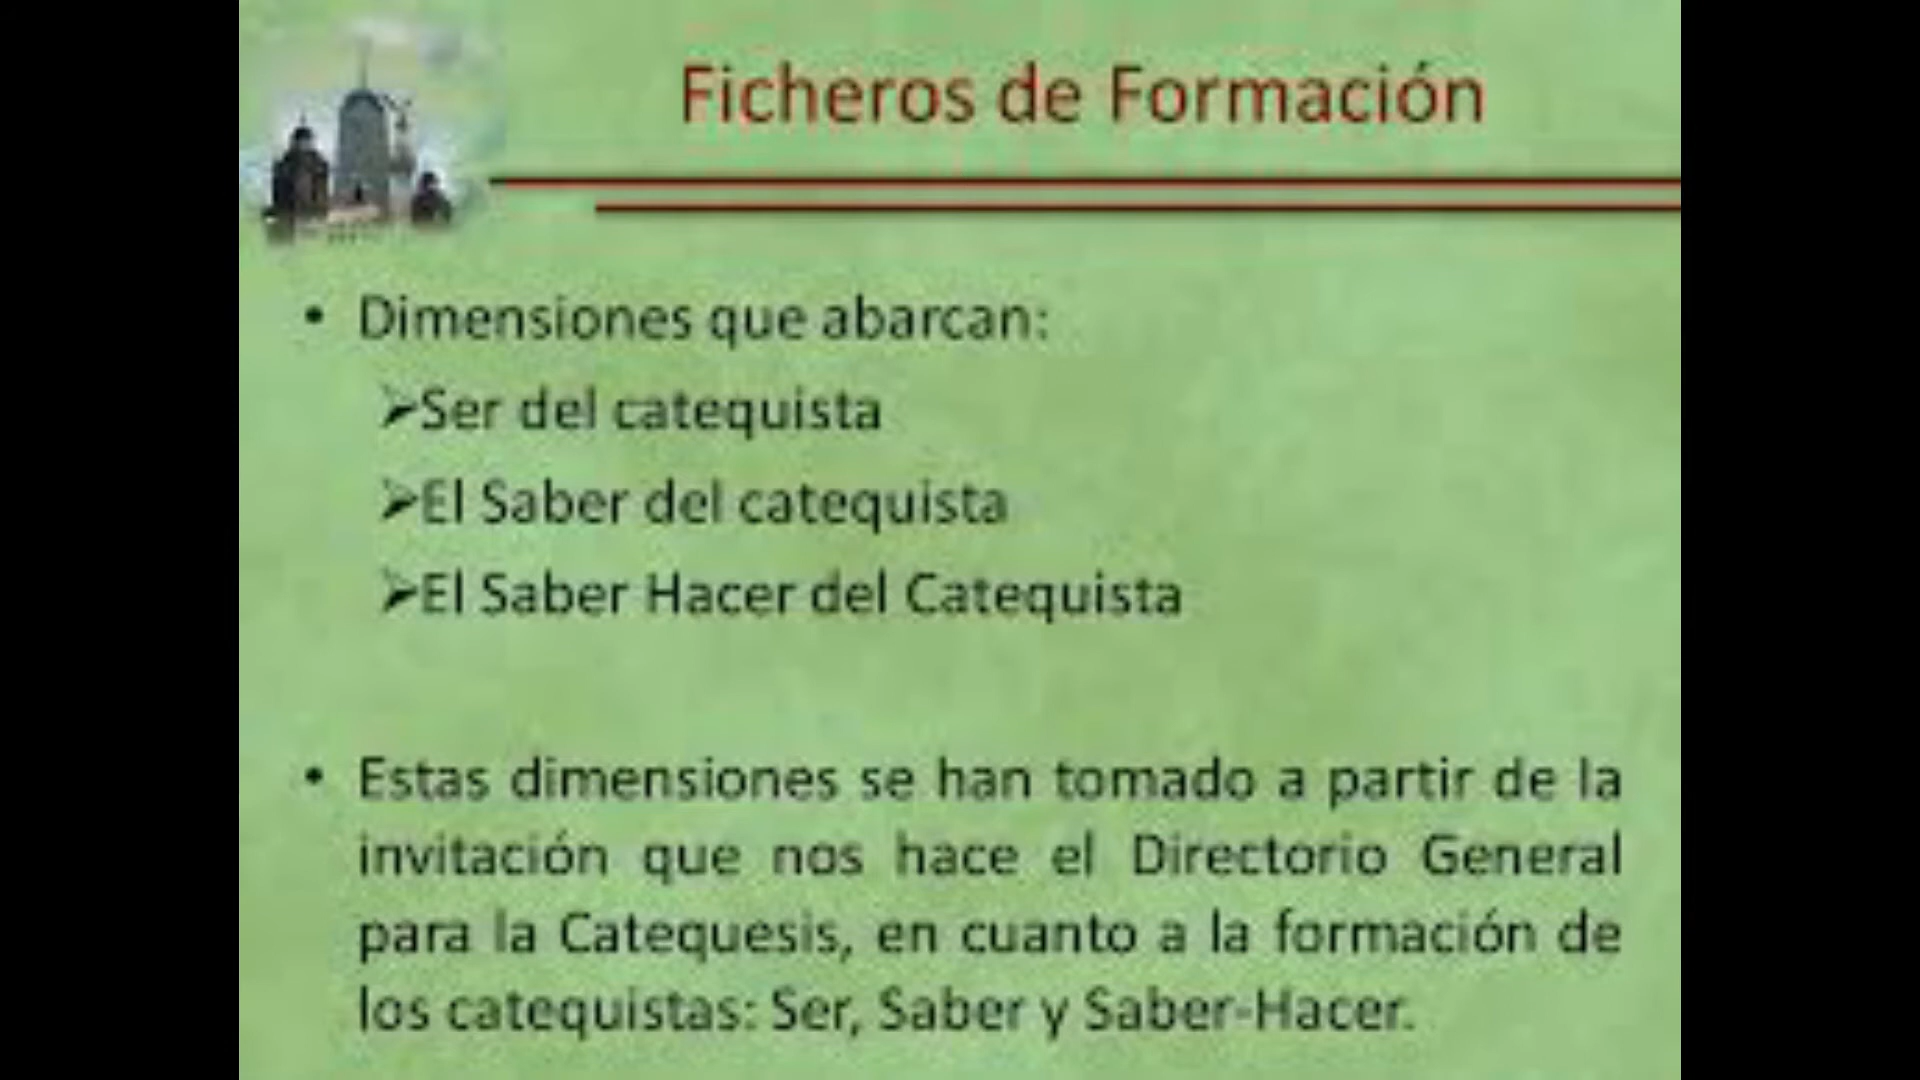 Ficheros de Formación
• Dimensiones que abarcan:
➢Ser del catequista
➢El Saber del catequista
➢El Saber Hacer del Catequista
• Estas dimensiones se han tomado a partir de la
invitación que nos hace el Directorio General
para la Catequesis, en cuanto a la formación de
los catequistas: Ser, Saber y Saber-Hacer.